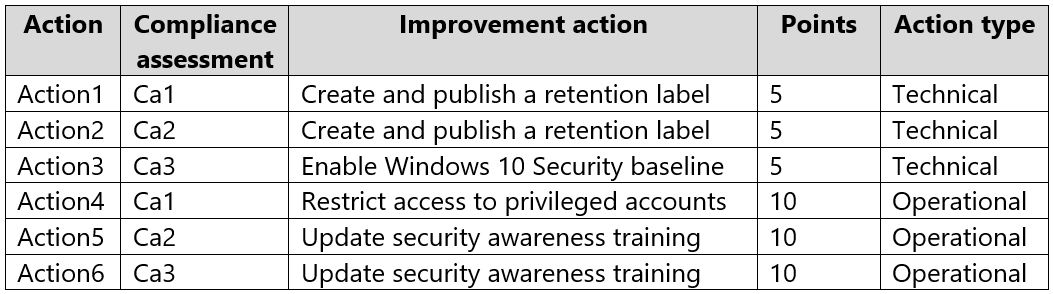 Action Compliance assessment Improvement action Points Action type
Action1 Ca1 Create and publish a retention label 5 Technical
Action2 Ca2 Create and publish a retention label 5 Technical
Action3 Ca3 Enable Windows 10 Security baseline 5 Technical
Action4 Ca1 Restrict access to privileged accounts 10 Operational
Action5 Ca2 Update security awareness training 10 Operational
Action6 Ca3 Update security awareness training 10 Operational